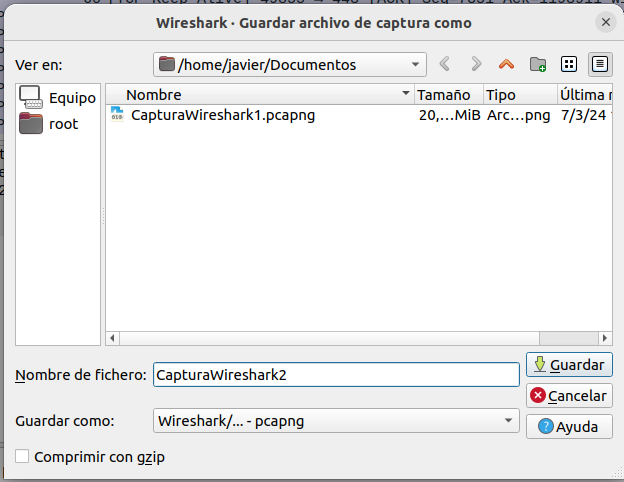 Wireshark · Guardar archivo de captura como
Ver en:
/home/javier/Documentos
Equipo
root
Nombre
Tamaño
Tipo
Última
CapturaWireshark1.pcapng
20,...MiB
Arc...png
7/3/24
Nombre de fichero:
CapturaWireshark2
Guardar
Cancelar
Guardar como:
Wireshark/... - pcapng
Ayuda
Comprimir con gzip